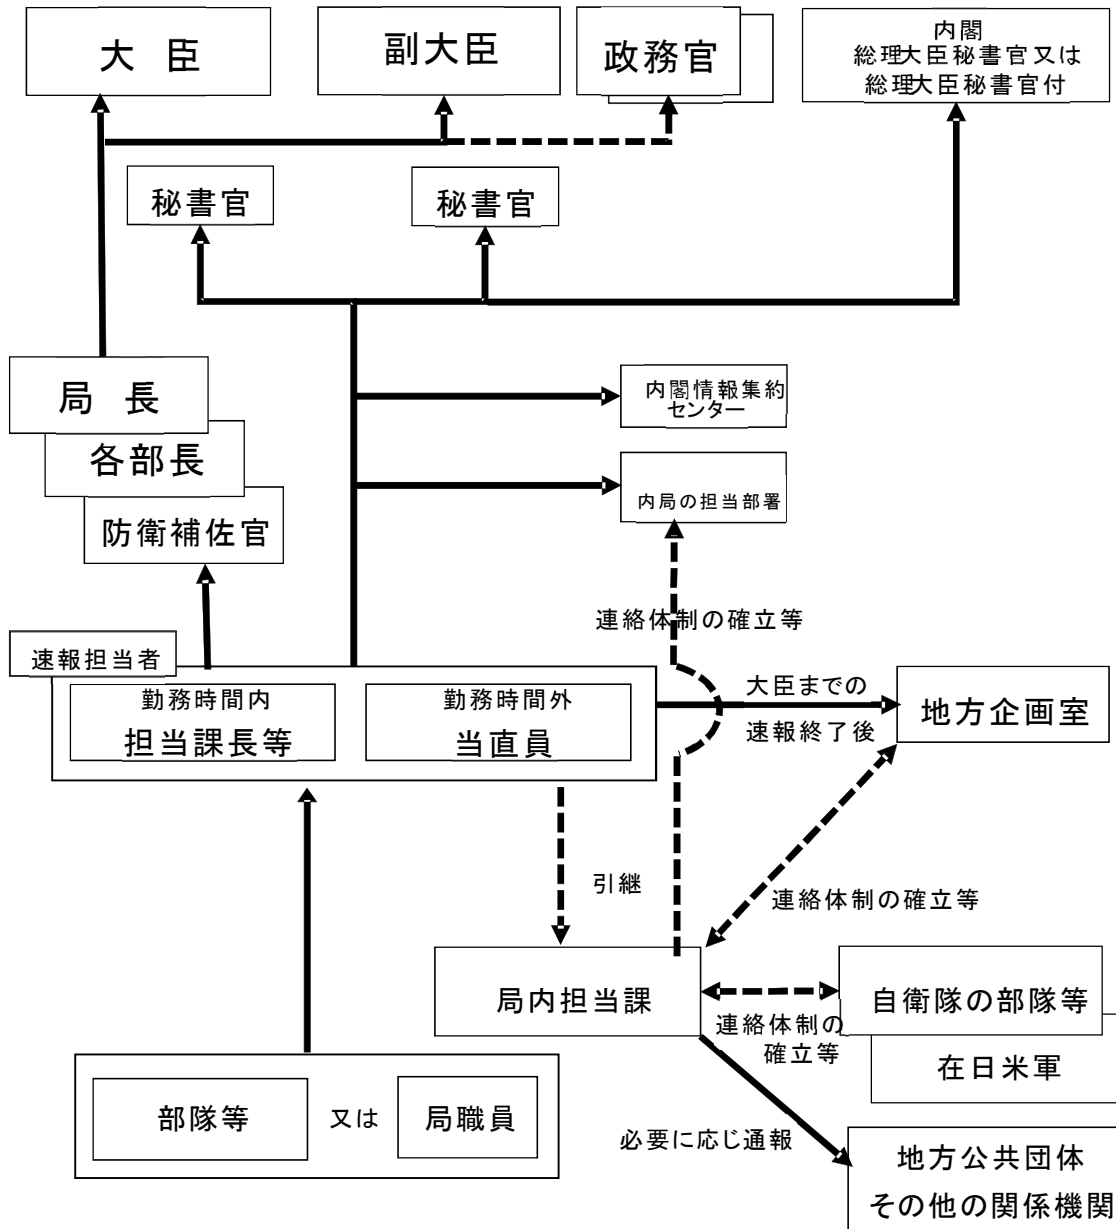 大臣
副大臣
政務官
内閣
総理大臣秘書官又は
総理大臣秘書官付
秘書官
秘書官
局長
各部長
防衛補佐官
内閣情報集約
センター
内局の担当部署
連絡体制の確立等
速報担当者
勤務時間内
担当課長等
勤務時間外
当直員
大臣までの
速報終了後
地方企画室
引継
連絡体制の確立等
局内担当課
連絡体制の
確立等
自衛隊の部隊等
在日米軍
部隊等
又は
局職員
必要に応じ通報
地方公共団体
その他の関係機関